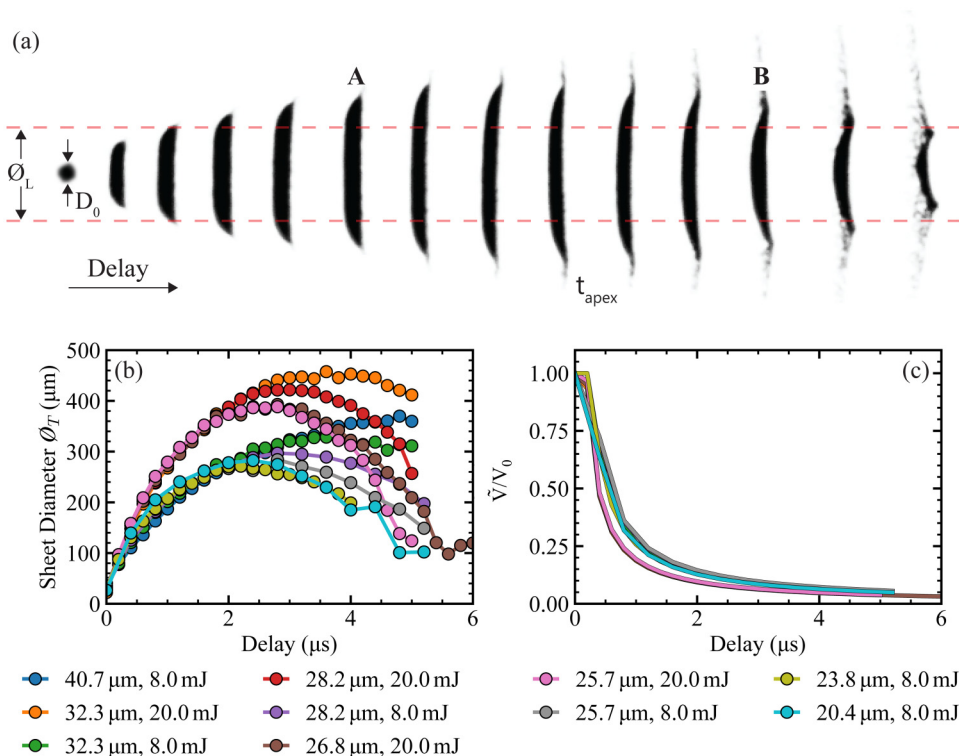 (a)
A
B
Ø_L
D_0
Delay
t_apex
500
400
300
200
100
0
0
2
4
6
Sheet Diameter Ø_T (μm)
Delay (μs)
(b)
1.00
0.75
0.50
0.25
0.00
0
2
4
6
Ṽ/V_0
Delay (μs)
(c)
40.7 μm, 8.0 mJ
32.3 μm, 20.0 mJ
32.3 μm, 8.0 mJ
28.2 μm, 20.0 mJ
28.2 μm, 8.0 mJ
26.8 μm, 20.0 mJ
25.7 μm, 20.0 mJ
25.7 μm, 8.0 mJ
23.8 μm, 8.0 mJ
20.4 μm, 8.0 mJ